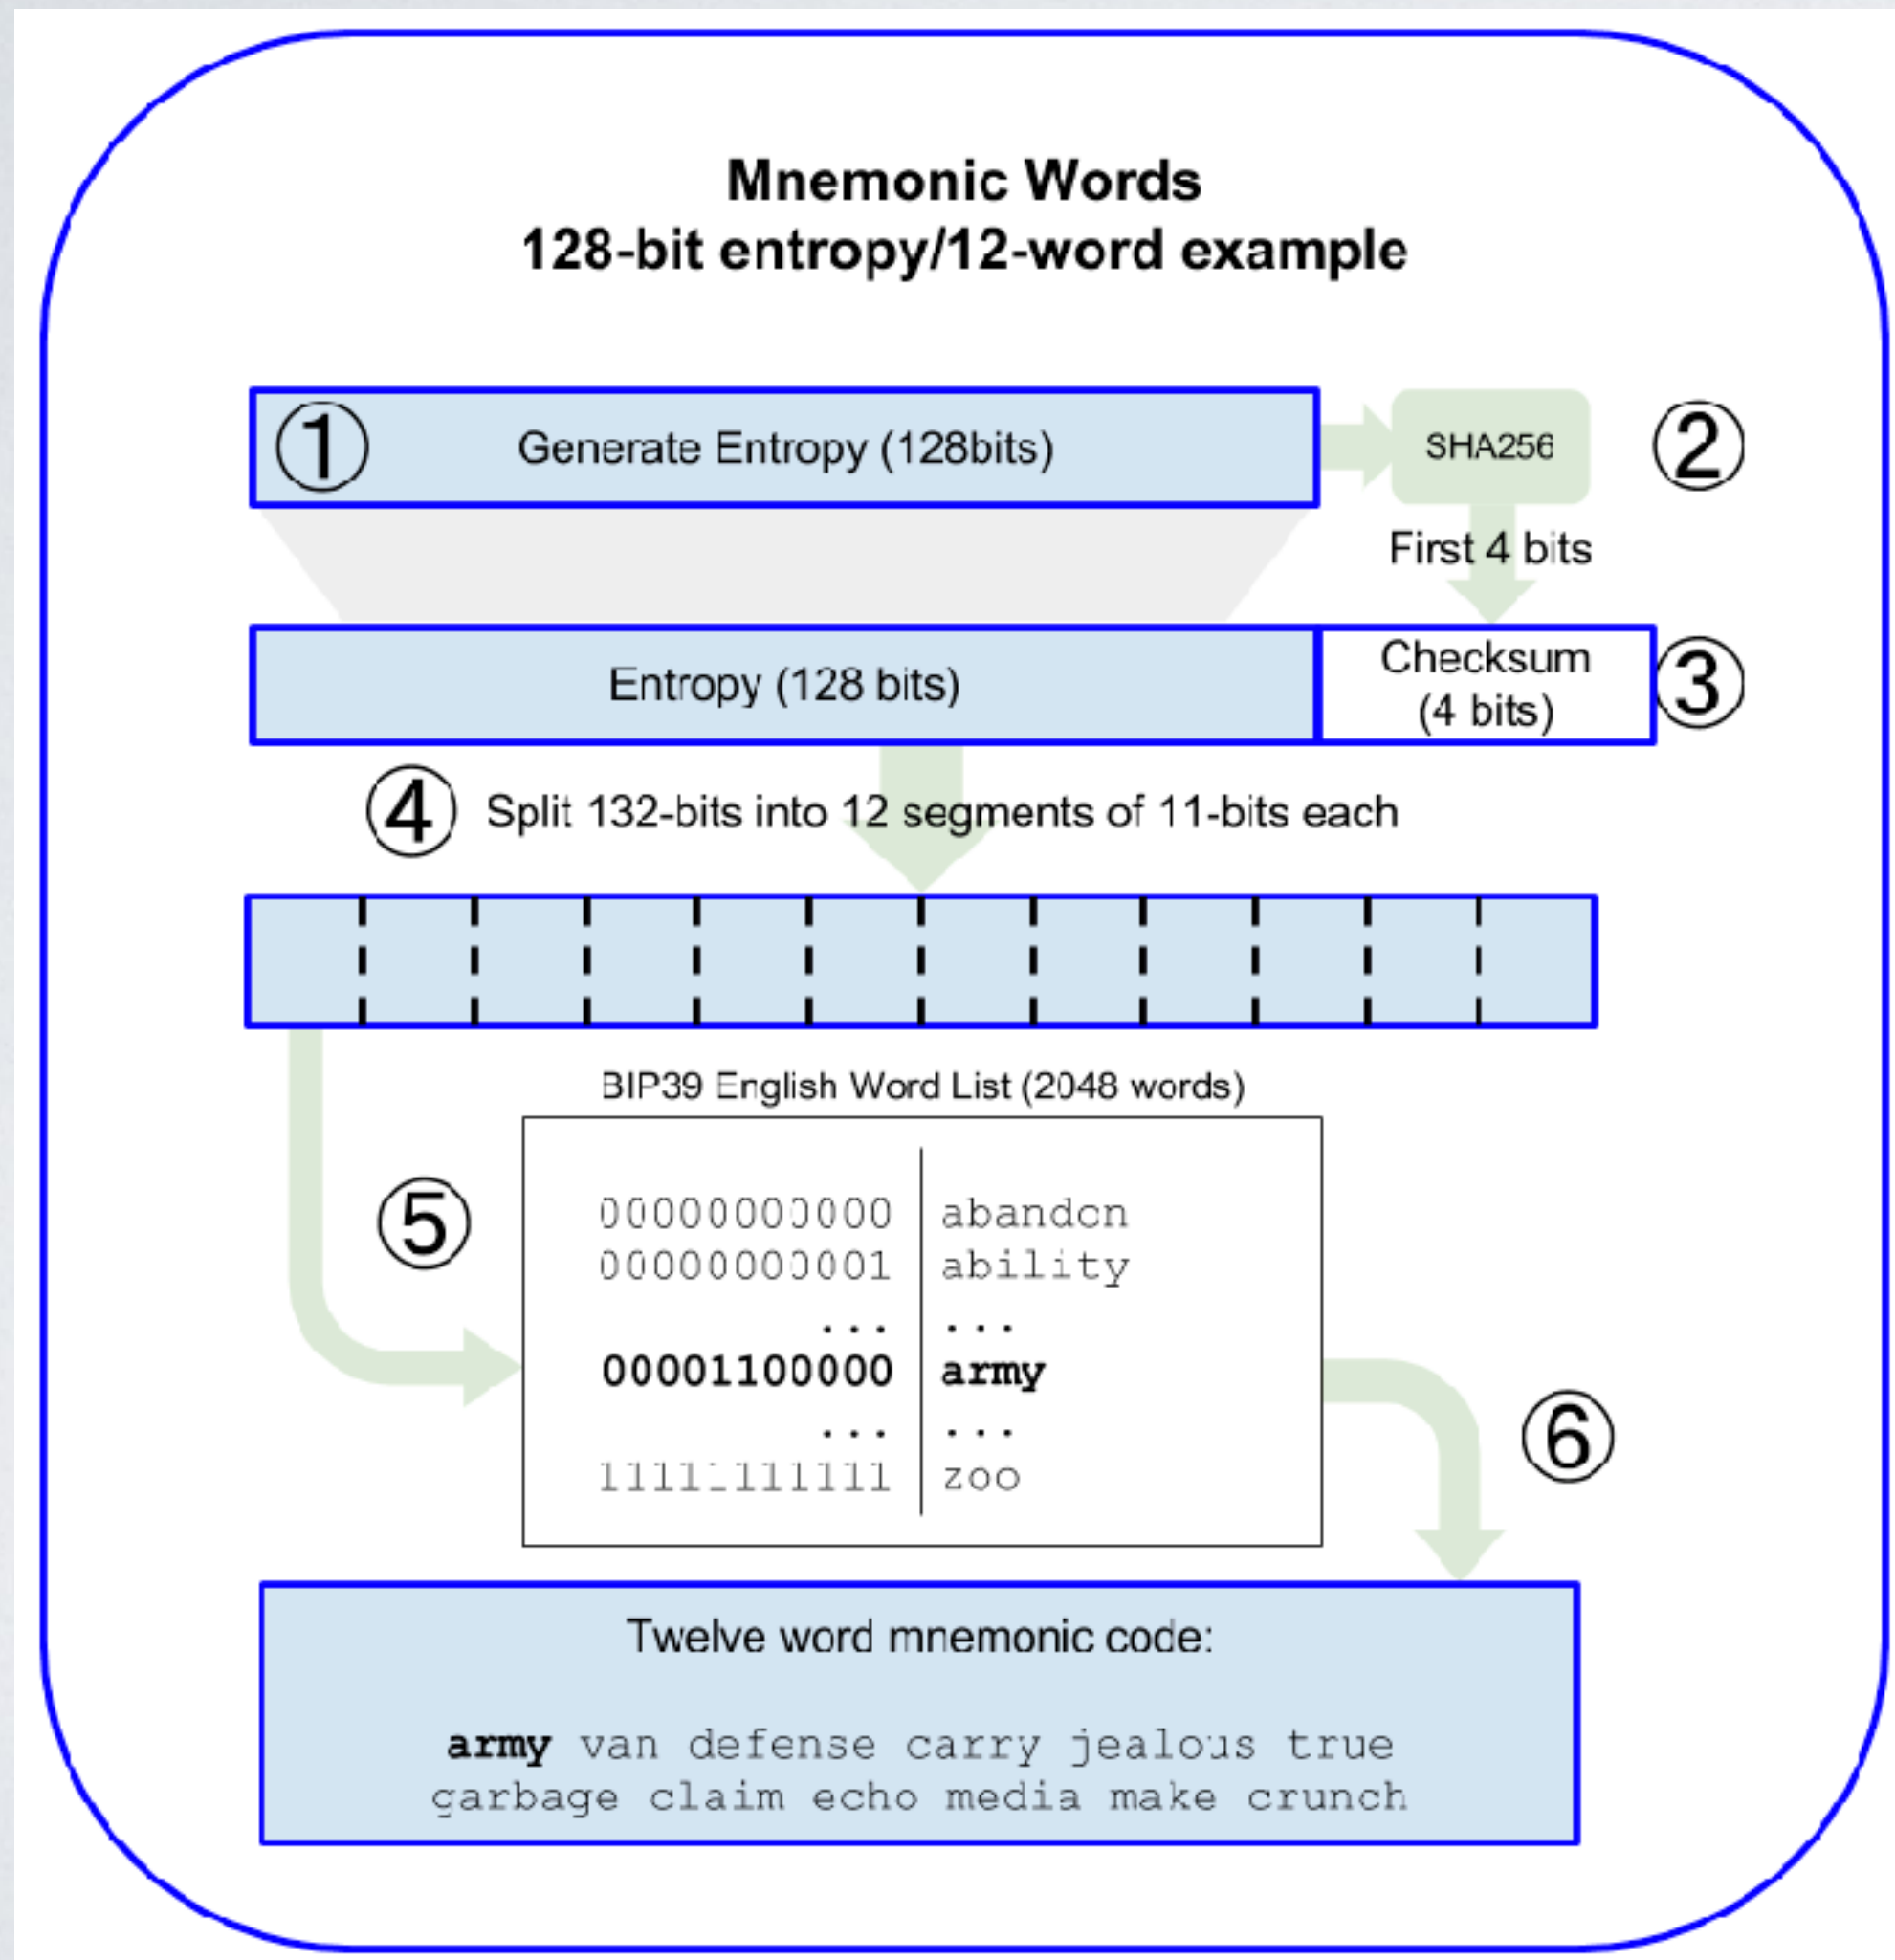 Mnemonic Words
128-bit entropy/12-word example
① Generate Entropy (128bits)
SHA256 ②
First 4 bits
Entropy (128 bits)
Checksum
(4 bits)
③
④ Split 132-bits into 12 segments of 11-bits each
BIP39 English Word List (2048 words)
⑤
00000000000 abandon
00000000001 ability
... ...
00001100000 army
... ...
11111111111 zoo
⑥
Twelve word mnemonic code:
army van defense carry jealous true
garbage claim echo media make crunch